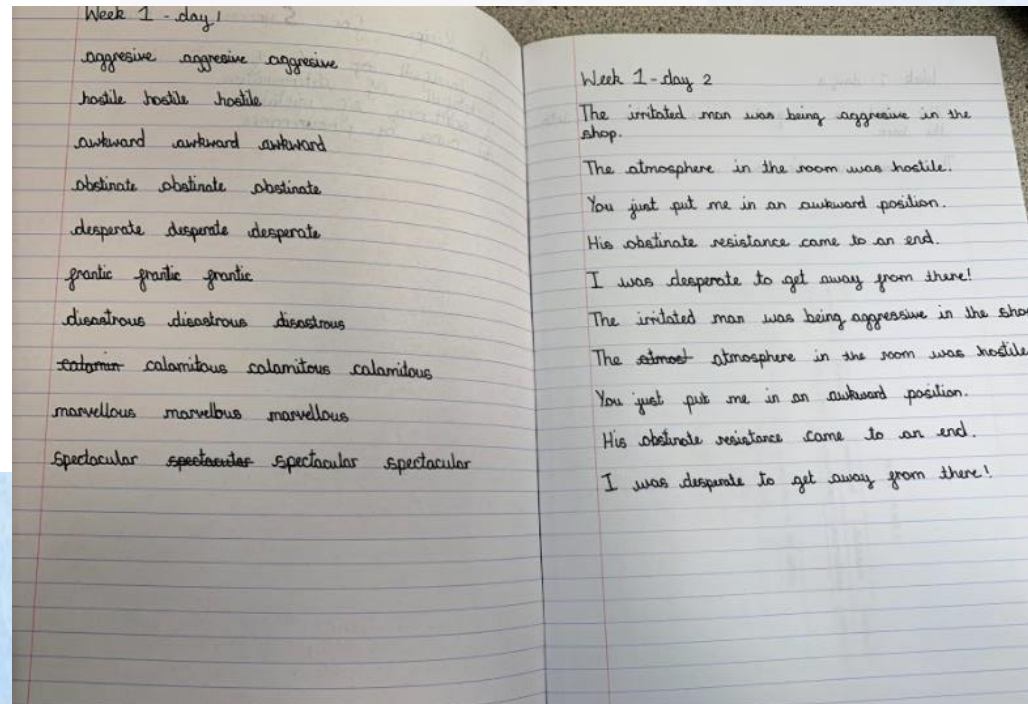 Week 1 - day 1
aggresive aggresive aggresive
hostile hostile hostile
awkward awkward awkward
obstinate obstinate obstinate
desperate desperate desperate
frantic frantic frantic
disastrous disastrous disastrous
calamin calamitous calamitous calamitous
marvellous marvellous marvellous
spectacular spectacular spectacular spectacular
Week 1 - day 2
The irritated man was being aggresive in the
shop.
The atmosphere in the room was hostile.
You just put me in an awkward position.
His obstinate resistance came to an end.
I was desperate to get away from there!
The irritated man was being aggressive in the sho
The atmost atmosphere in the room was hostile
You just put me in an awkward position.
His obstinate resistance came to an end.
I was desperate to get away from there!